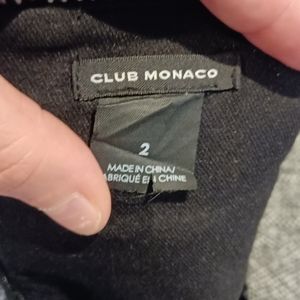 CLUB MONACO
2
MADE IN CHINA/
FABRIQUÉ EN CHINE